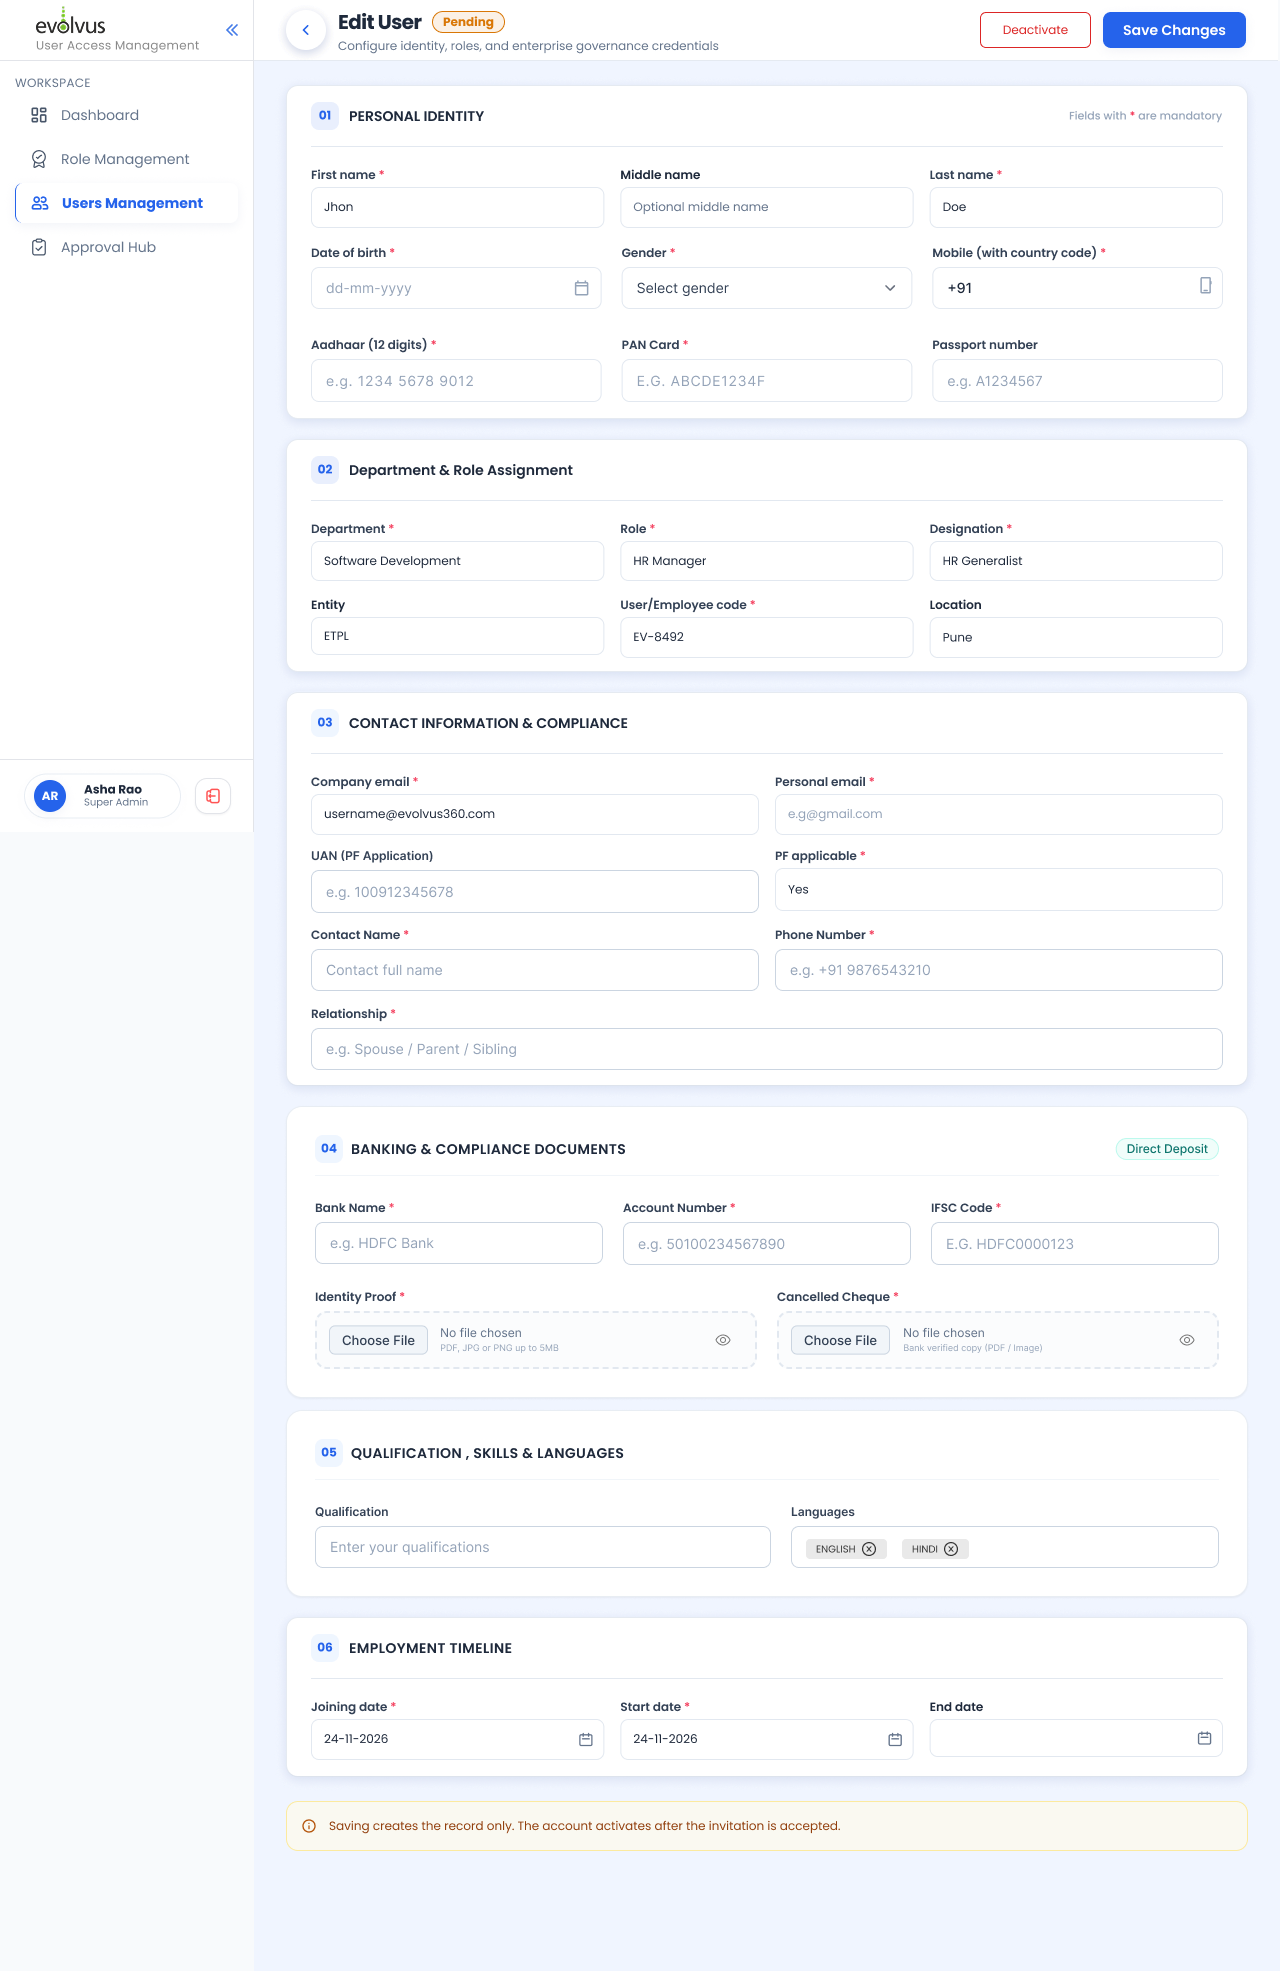 evolvus
User Access Management
WORKSPACE
Dashboard
Role Management
Users Management
Approval Hub
AR
Asha Rao
Super Admin
Edit User
Pending
Configure identity, roles, and enterprise governance credentials
Deactivate
Save Changes
01 PERSONAL IDENTITY
Fields with * are mandatory
First name * Middle name Last name *
Jhon Optional middle name Doe
Date of birth * Gender * Mobile (with country code) *
dd-mm-yyyy Select gender +91
Aadhaar (12 digits) * PAN Card * Passport number
e.g. 1234 5678 9012 E.G. ABCDE1234F e.g. A1234567
02 Department & Role Assignment
Department * Role * Designation *
Software Development HR Manager HR Generalist
Entity User/Employee code * Location
ETPL EV-8492 Pune
03 CONTACT INFORMATION & COMPLIANCE
Company email * Personal email *
username@evolvus360.com e.g@gmail.com
UAN (PF Application) PF applicable *
e.g. 100912345678 Yes
Contact Name * Phone Number *
Contact full name e.g. +91 9876543210
Relationship *
e.g. Spouse / Parent / Sibling
04 BANKING & COMPLIANCE DOCUMENTS
Direct Deposit
Bank Name * Account Number * IFSC Code *
e.g. HDFC Bank e.g. 50100234567890 E.G. HDFC0000123
Identity Proof * Cancelled Cheque *
Choose File No file chosen Choose File No file chosen
PDF, JPG or PNG up to 5MB Bank verified copy (PDF / Image)
05 QUALIFICATION , SKILLS & LANGUAGES
Qualification Languages
Enter your qualifications ENGLISH HINDI
06 EMPLOYMENT TIMELINE
Joining date * Start date * End date
24-11-2026 24-11-2026
Saving creates the record only. The account activates after the invitation is accepted.